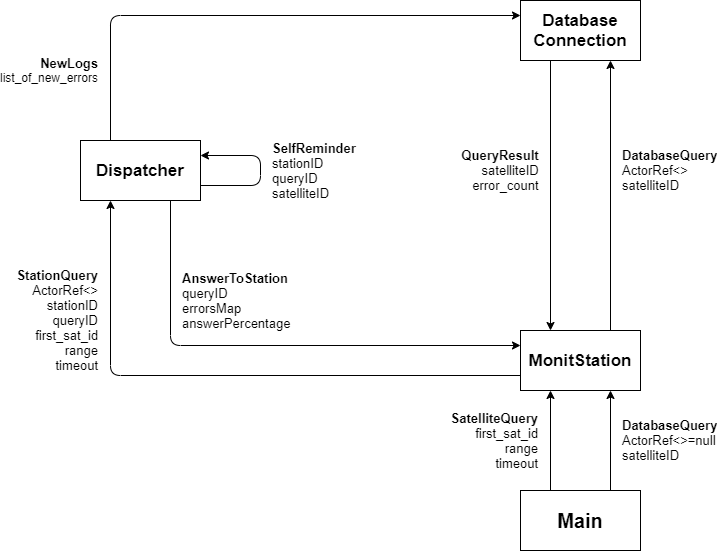 Database
Connection
NewLogs
list_of_new_errors
Dispatcher
SelfReminder
stationID
queryID
satelliteID
QueryResult
satelliteID
error_count
DatabaseQuery
ActorRef<>
satelliteID
StationQuery
ActorRef<>
stationID
queryID
first_sat_id
range
timeout
AnswerToStation
queryID
errorsMap
answerPercentage
MonitStation
SatelliteQuery
first_sat_id
range
timeout
DatabaseQuery
ActorRef<>=null
satelliteID
Main